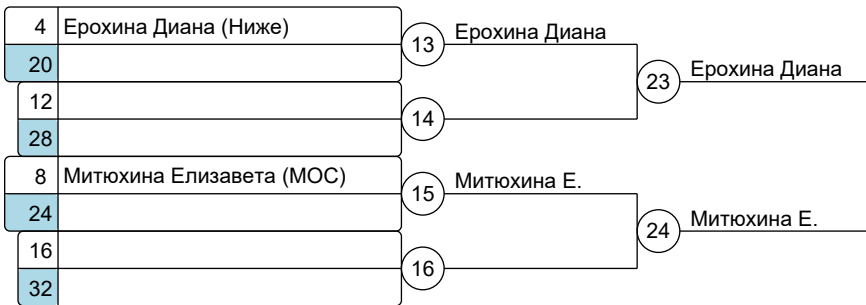 4 Ерохина Диана (Ниже)
13 Ерохина Диана
20
23 Ерохина Диана
12
14
28
8 Митюхина Елизавета (МОС)
15 Митюхина Е.
24
24 Митюхина Е.
16
16
32